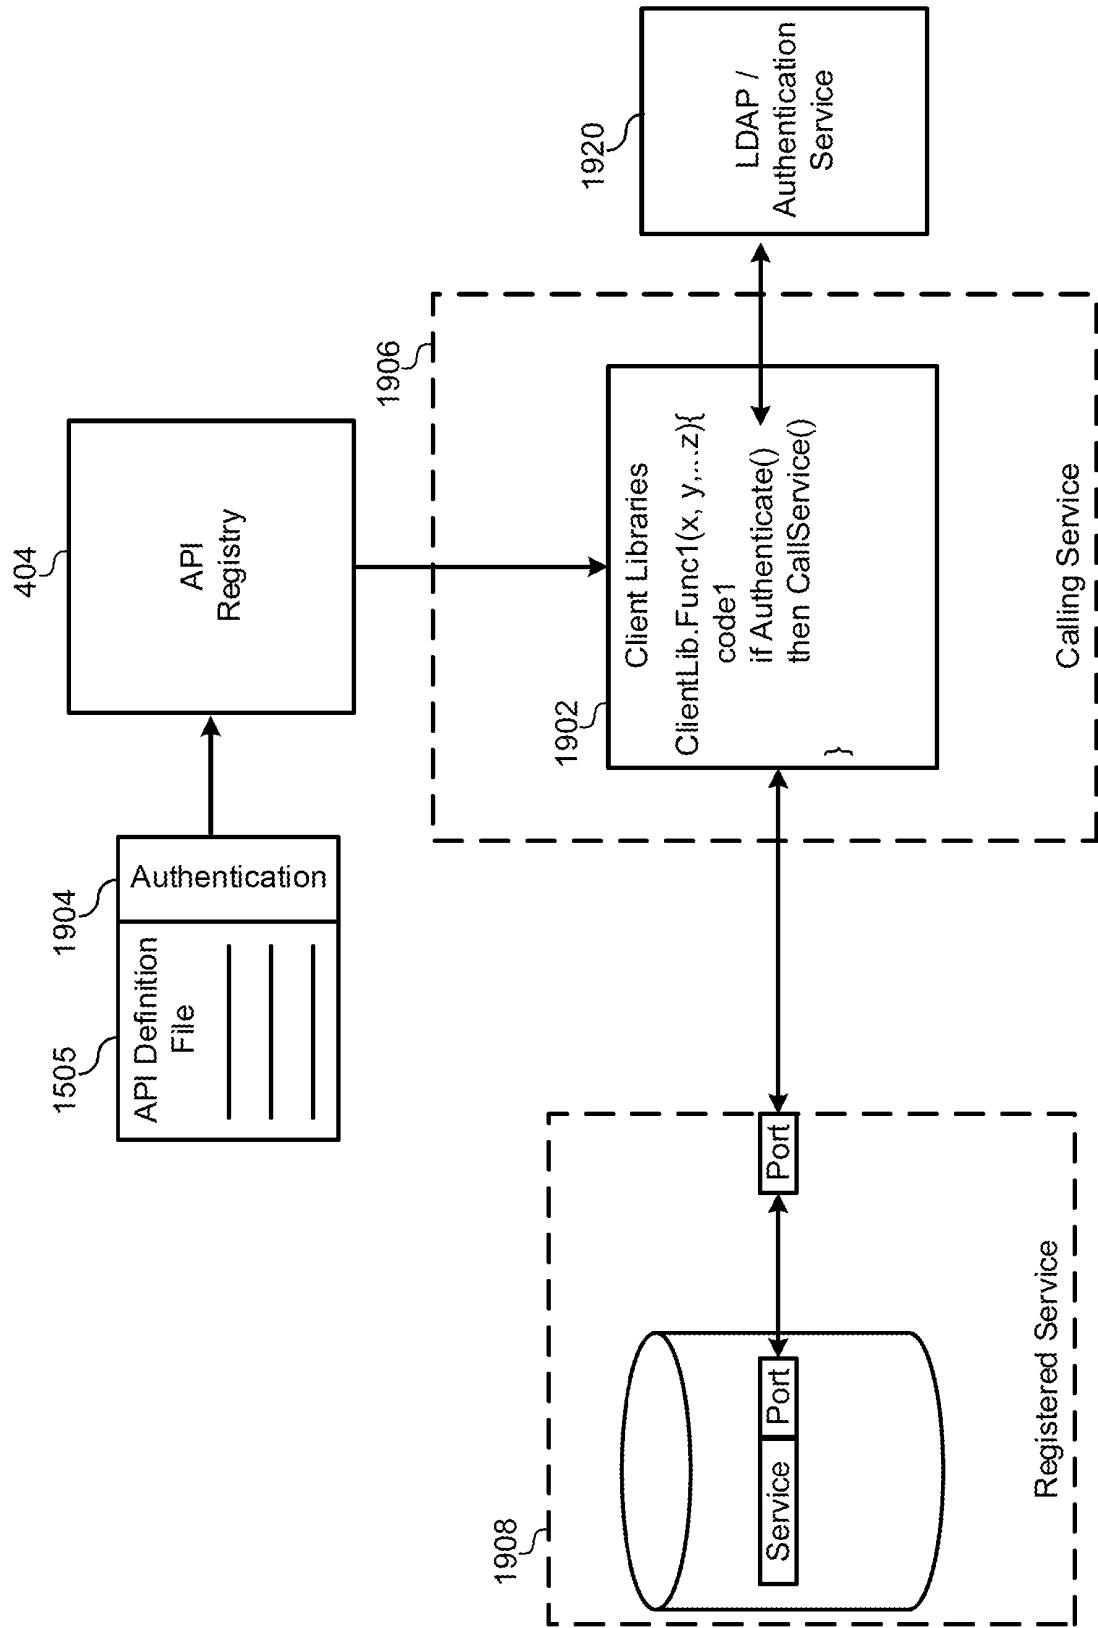 1505
1904
API Definition
File
Authentication
404
API
Registry
1906
1902
Client Libraries
ClientLib.Func1(x, y,...z){
code1
if Authenticate()
then CallService()
}
Calling Service
1920
LDAP /
Authentication
Service
1908
Service
Port
Port
Registered Service